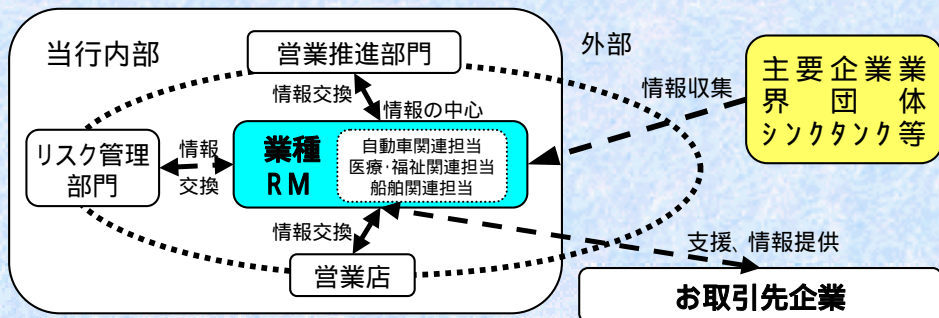 当行内部
営業推進部門
外部
主要企業業
界団体
シンクタンク等
情報収集
情報交換
情報の中心
リスク管理
部門
情報
交換
業種
RM
自動車関連担当
医療・福祉関連担当
船舶関連担当
情報交換
営業店
支援、情報提供
お取引先企業